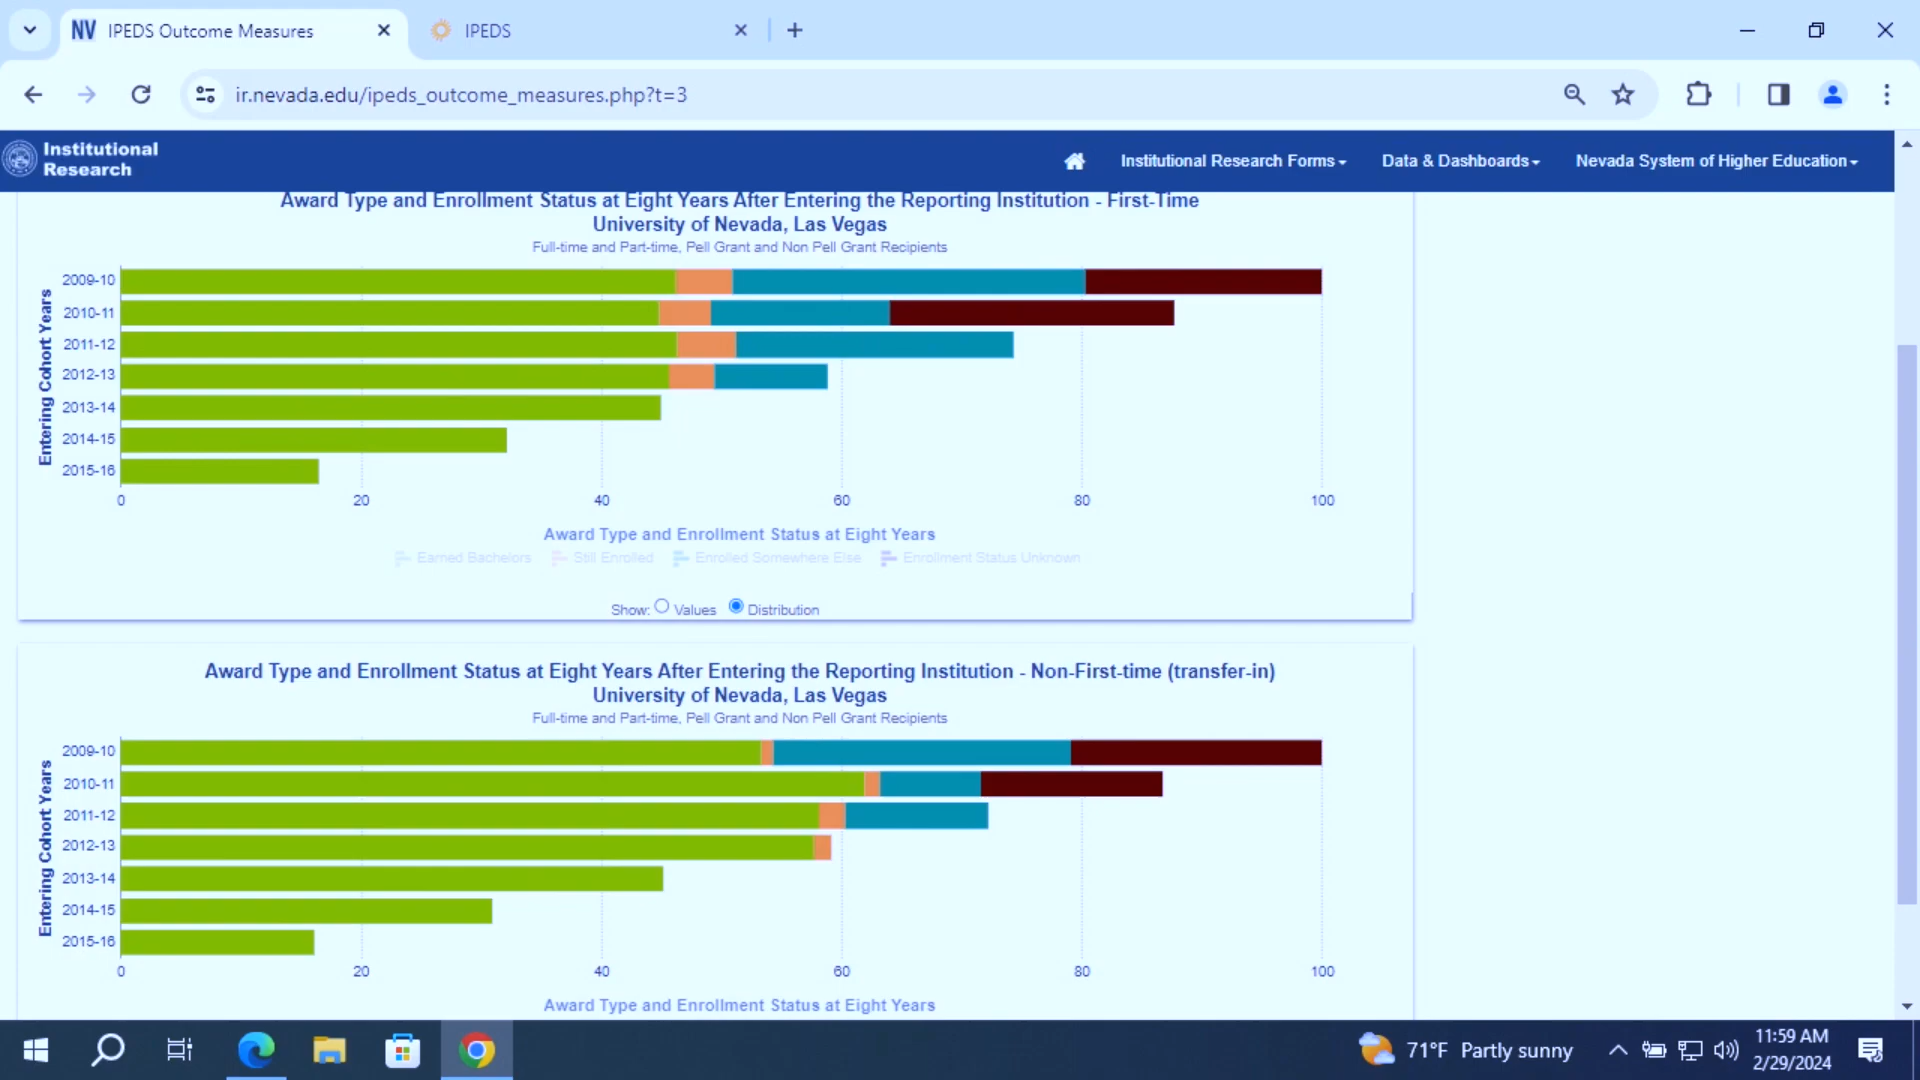 IPEDS Outcome Measures
IPEDS
ir.nevada.edu/ipeds_outcome_measures.php?t=3
Institutional
Research
Institutional Research Forms
Data & Dashboards
Nevada System of Higher Education
Award Type and Enrollment Status at Eight Years After Entering the Reporting Institution - First-Time
University of Nevada, Las Vegas
Full-time and Part-time, Pell Grant and Non Pell Grant Recipients
Entering Cohort Years
2009-10
2010-11
2011-12
2012-13
2013-14
2014-15
2015-16
0 20 40 60 80 100
Award Type and Enrollment Status at Eight Years
Earned Bachelors Still Enrolled Enrolled Somewhere Else Enrollment Status Unknown
Show: Values Distribution
Award Type and Enrollment Status at Eight Years After Entering the Reporting Institution - Non-First-time (transfer-in)
University of Nevada, Las Vegas
Full-time and Part-time, Pell Grant and Non Pell Grant Recipients
Entering Cohort Years
2009-10
2010-11
2011-12
2012-13
2013-14
2014-15
2015-16
0 20 40 60 80 100
Award Type and Enrollment Status at Eight Years
71°F Partly sunny
11:59 AM
2/29/2024